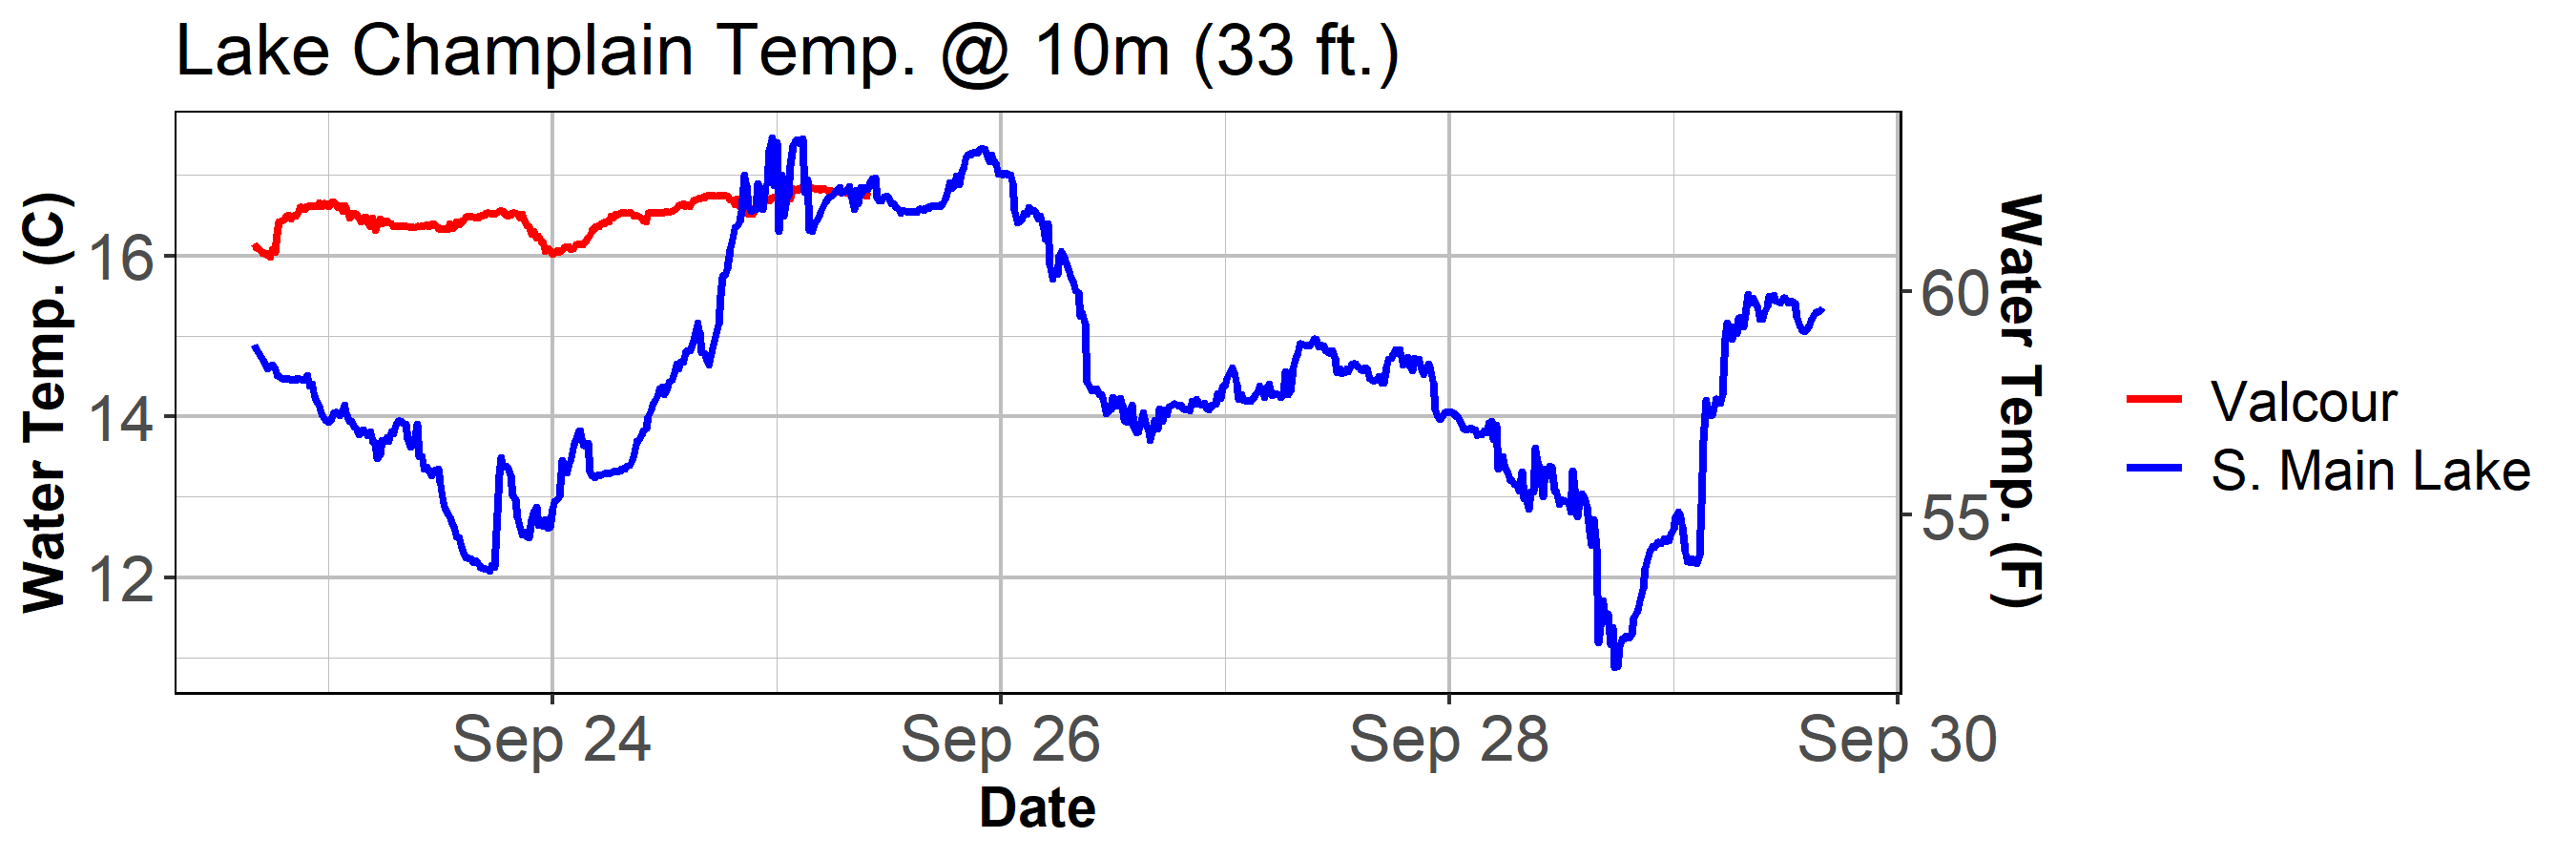 Lake Champlain Temp. @ 10m (33 ft.)
Water Temp. (C)
16
14
12
60
55
Water Temp. (F)
Valcour
S. Main Lake
Sep 24
Sep 26
Sep 28
Sep 30
Date